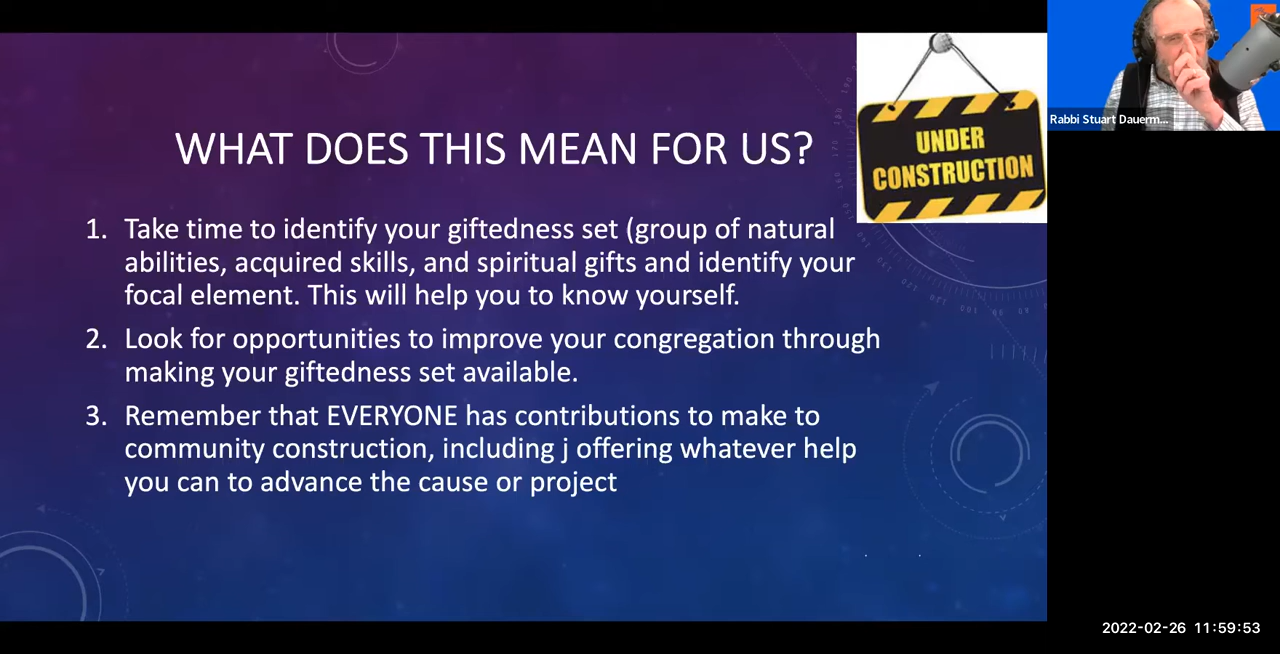 WHAT DOES THIS MEAN FOR US?
UNDER
CONSTRUCTION
1. Take time to identify your giftedness set (group of natural
abilities, acquired skills, and spiritual gifts and identify your
focal element. This will help you to know yourself.
2. Look for opportunities to improve your congregation through
making your giftedness set available.
3. Remember that EVERYONE has contributions to make to
community construction, including j offering whatever help
you can to advance the cause or project
Rabbi Stuart Dauerm...
2022-02-26 11:59:53